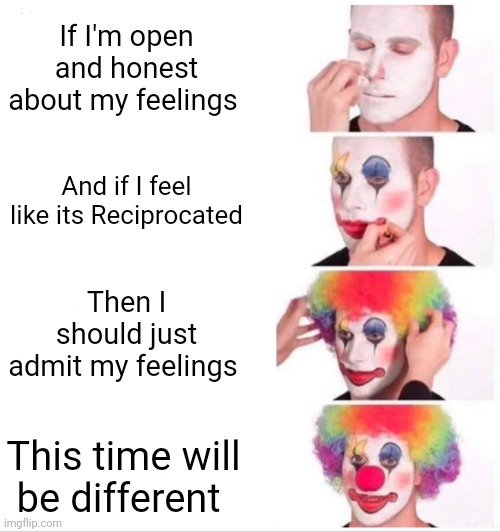 If I'm open
and honest
about my feelings
And if I feel
like its Reciprocated
Then I
should just
admit my feelings
This time will
be different
imgflip.com